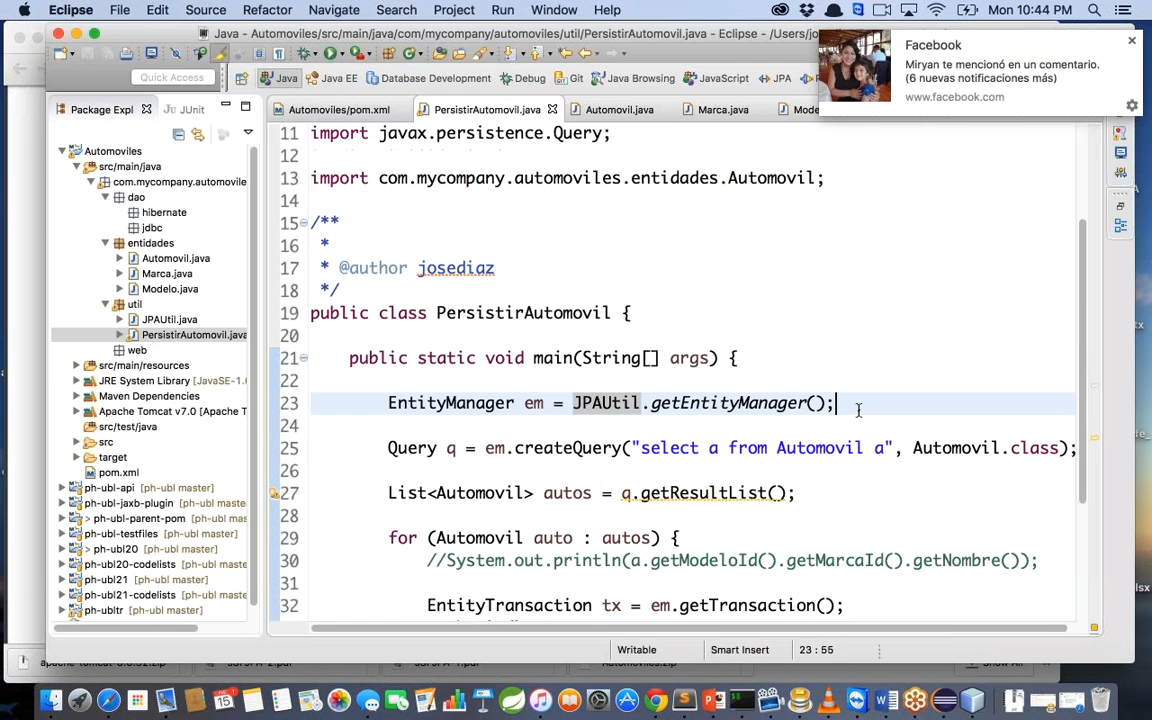 Eclipse File Edit Source Refactor Navigate Search Project Run Window Help Mon 10:44 PM
Java - Automoviles/src/main/java/com/mycompany/automoviles/util/PersistirAutomovil.java - Eclipse
Facebook
Miryan te mencionó en un comentario.
(6 nuevas notificaciones más)
www.facebook.com
Quick Access Java Java EE Database Development Debug Git Java Browsing JavaScript JPA
Package Expl JUnit
Automoviles/pom.xml PersistirAutomovil.java Automovil.java Marca.java
Automoviles
src/main/java
com.mycompany.automovile
dao
hibernate
jdbc
entidades
Automovil.java
Marca.java
Modelo.java
util
JPAUtil.java
PersistirAutomovil.java
web
src/main/resources
JRE System Library [JavaSE-1.
Maven Dependencies
Apache Tomcat v7.0 [Apache T
src/test/java
src
target
pom.xml
ph-ubl-api [ph-ubl master]
ph-ubl-jaxb-plugin [ph-ubl master]
> ph-ubl-parent-pom [ph-ubl mas
ph-ubl-testfiles [ph-ubl master]
> ph-ubl20 [ph-ubl master]
ph-ubl20-codelists [ph-ubl master]
ph-ubl21 [ph-ubl master]
ph-ubl21-codelists [ph-ubl master]
ph-ubltr [ph-ubl master]
11 import javax.persistence.Query;
12
13 import com.mycompany.automoviles.entidades.Automovil;
14
15 /**
16 *
17 * @author josediaz
18 */
19 public class PersistirAutomovil {
20
21 public static void main(String[] args) {
22
23 EntityManager em = JPAUtil.getEntityManager();
24
25 Query q = em.createQuery("select a from Automovil a", Automovil.class);
26
27 List<Automovil> autos = q.getResultList();
28
29 for (Automovil auto : autos) {
30 //System.out.println(a.getModeloId().getMarcaId().getNombre());
31
32 EntityTransaction tx = em.getTransaction();
Writable Smart Insert 23 : 55
15